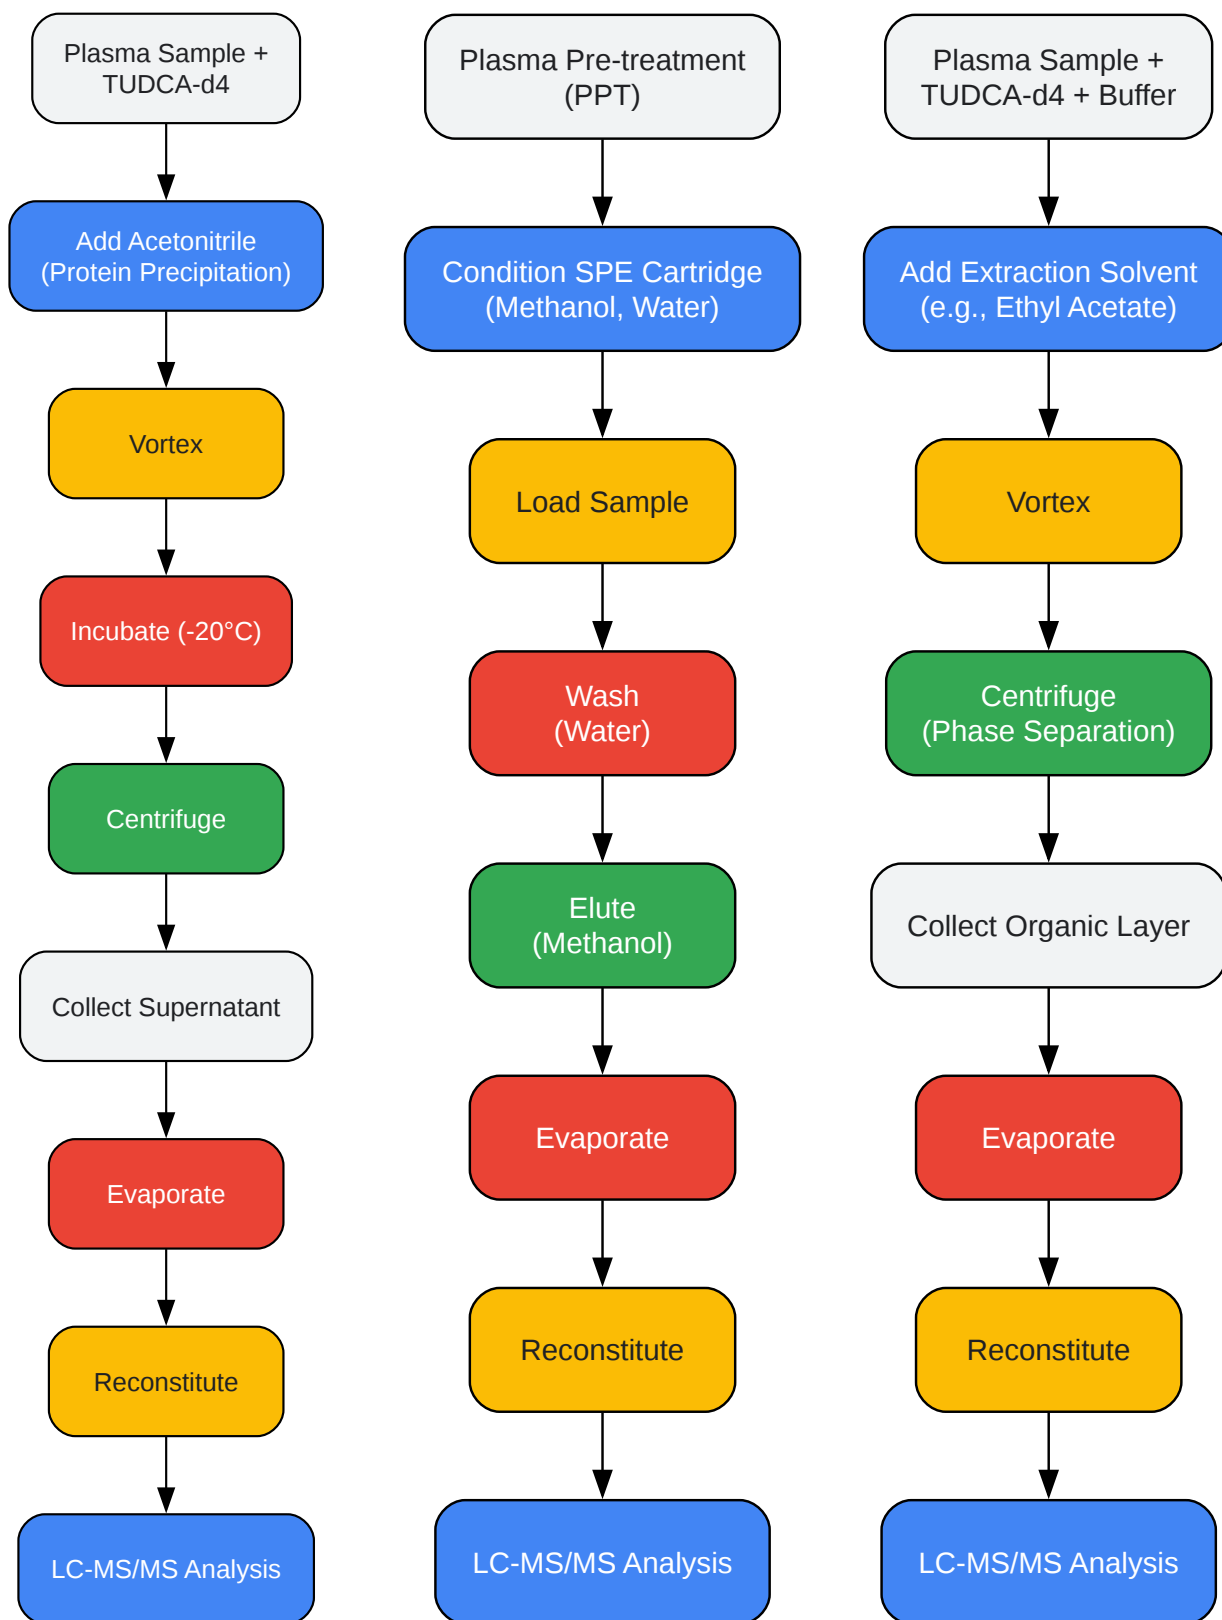 Plasma Sample +
TUDCA-d4
Add Acetonitrile
(Protein Precipitation)
Vortex
Incubate (-20°C)
Centrifuge
Collect Supernatant
Evaporate
Reconstitute
LC-MS/MS Analysis
Plasma Pre-treatment
(PPT)
Condition SPE Cartridge
(Methanol, Water)
Load Sample
Wash
(Water)
Elute
(Methanol)
Evaporate
Reconstitute
LC-MS/MS Analysis
Plasma Sample +
TUDCA-d4 + Buffer
Add Extraction Solvent
(e.g., Ethyl Acetate)
Vortex
Centrifuge
(Phase Separation)
Collect Organic Layer
Evaporate
Reconstitute
LC-MS/MS Analysis